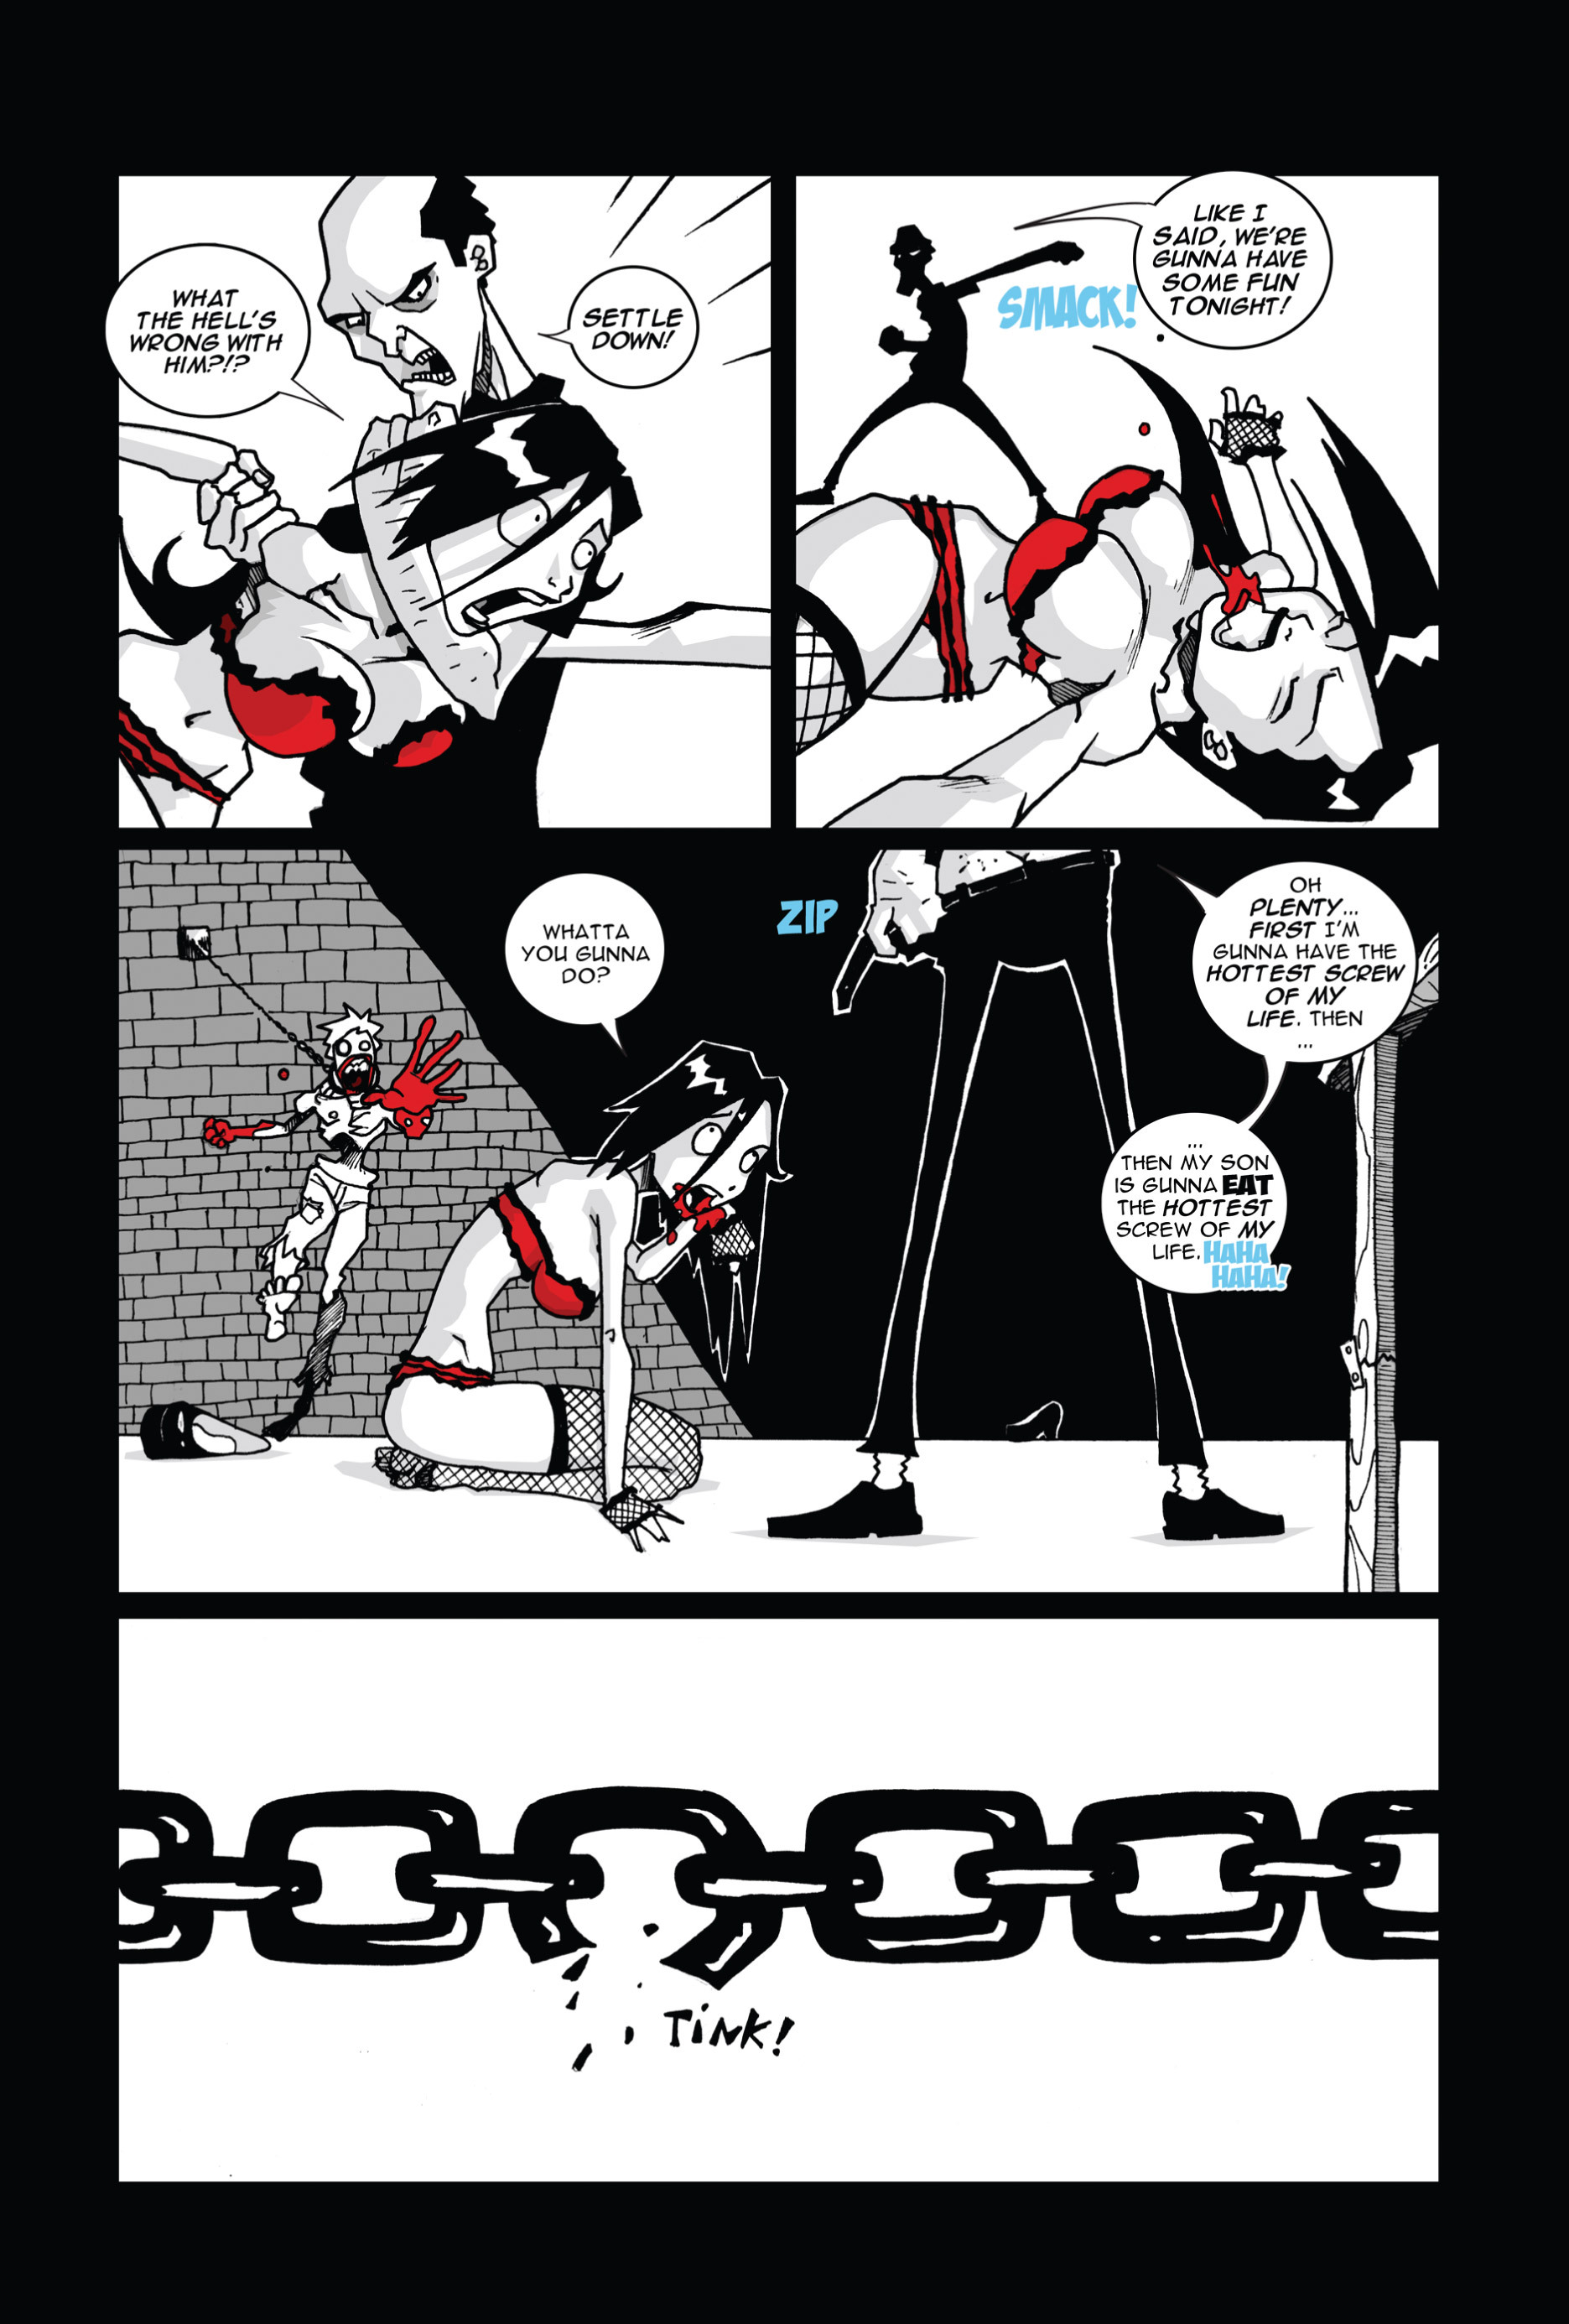 WHAT
THE HELL'S
WRONG WITH
HIM?!?
SETTLE
DOWN!
LIKE I
SAID, WE'RE
GUNNA HAVE
SOME FUN
TONIGHT!
SMACK!
WHATTA
YOU GUNNA
DO?
ZIP
OH
PLENTY...
FIRST I'M
GUNNA HAVE THE
HOTTEST SCREW
OF MY
LIFE. THEN
...
...
THEN MY SON
IS GUNNA EAT
THE HOTTEST
SCREW OF MY
LIFE. HAHA
HAHA!
TINK!